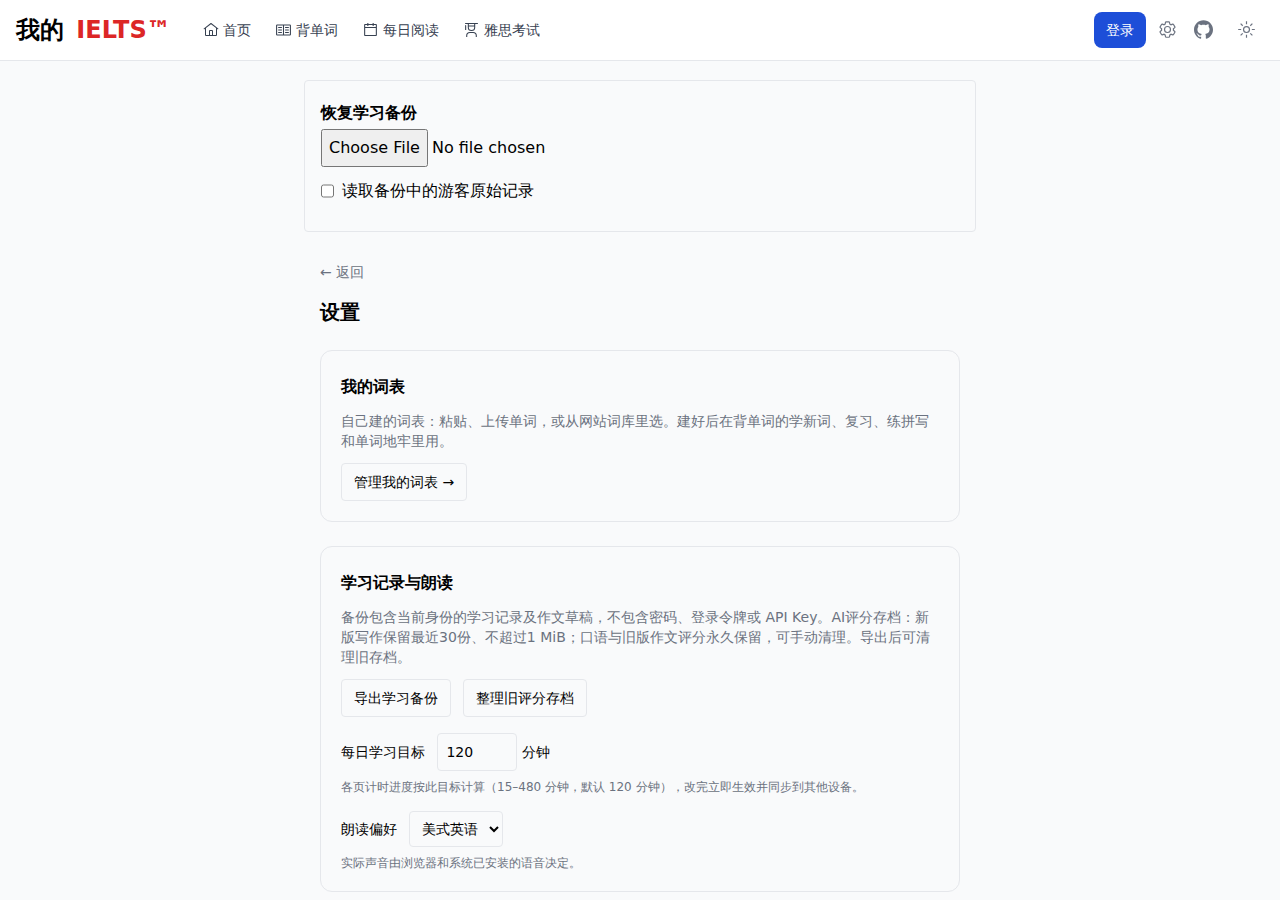 我的 IELTS™ 首页 背单词 每日阅读 雅思考试 登录
恢复学习备份
Choose File No file chosen
读取备份中的游客原始记录
← 返回
设置
我的词表
自己建的词表：粘贴、上传单词，或从网站词库里选。建好后在背单词的学新词、复习、练拼写
和单词地牢里用。
管理我的词表 →
学习记录与朗读
备份包含当前身份的学习记录及作文草稿，不包含密码、登录令牌或 API Key。AI评分存档：新
版写作保留最近30份、不超过1 MiB；口语与旧版作文评分永久保留，可手动清理。导出后可清
理旧存档。
导出学习备份 整理旧评分存档
每日学习目标 120 分钟
各页计时进度按此目标计算（15–480 分钟，默认 120 分钟），改完立即生效并同步到其他设备。
朗读偏好 美式英语
实际声音由浏览器和系统已安装的语音决定。